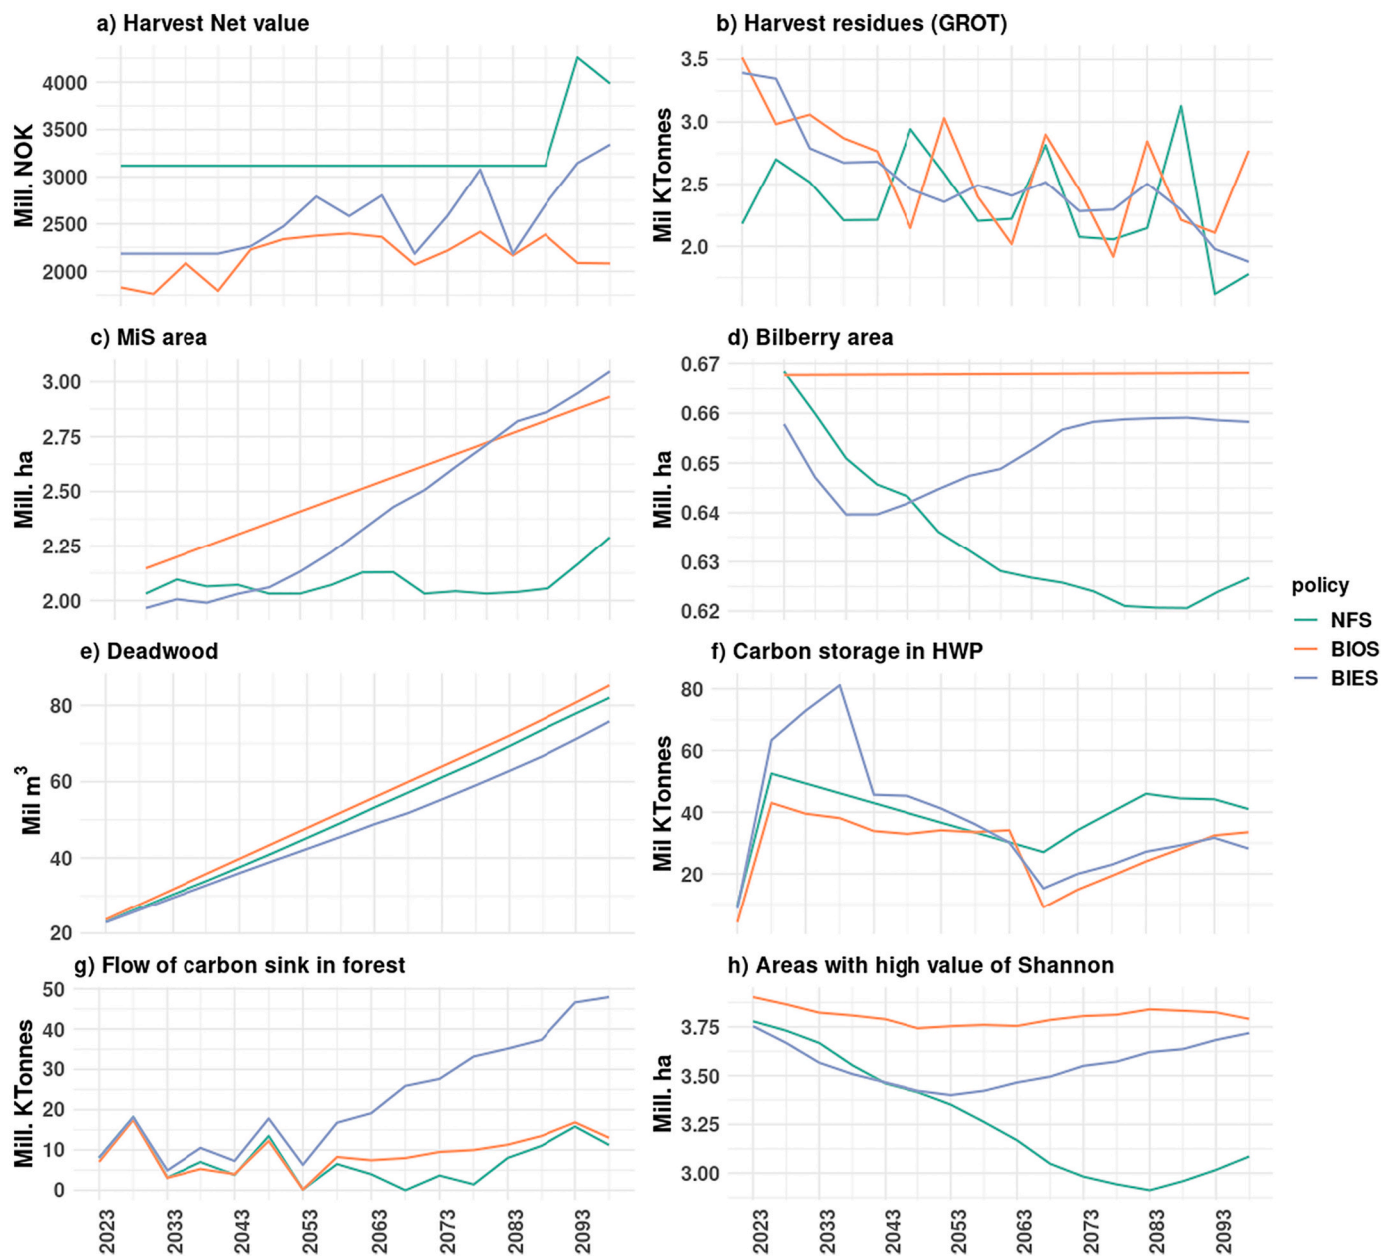 a) Harvest Net value
b) Harvest residues (GROT)
Mill. NOK
4000
3500
3000
2500
2000
Mil KTonnes
3.5
3.0
2.5
2.0
c) MiS area
d) Bilberry area
Mill. ha
3.00
2.75
2.50
2.25
2.00
Mill. ha
0.67
0.66
0.65
0.64
0.63
0.62
policy
NFS
BIOS
BIES
e) Deadwood
f) Carbon storage in HWP
Mil m³
80
60
40
20
Mil KTonnes
80
60
40
20
g) Flow of carbon sink in forest
h) Areas with high value of Shannon
Mill. KTonnes
50
40
30
20
10
0
Mill. ha
3.75
3.50
3.25
3.00
2023
2033
2043
2053
2063
2073
2083
2093
2023
2033
2043
2053
2063
2073
2083
2093